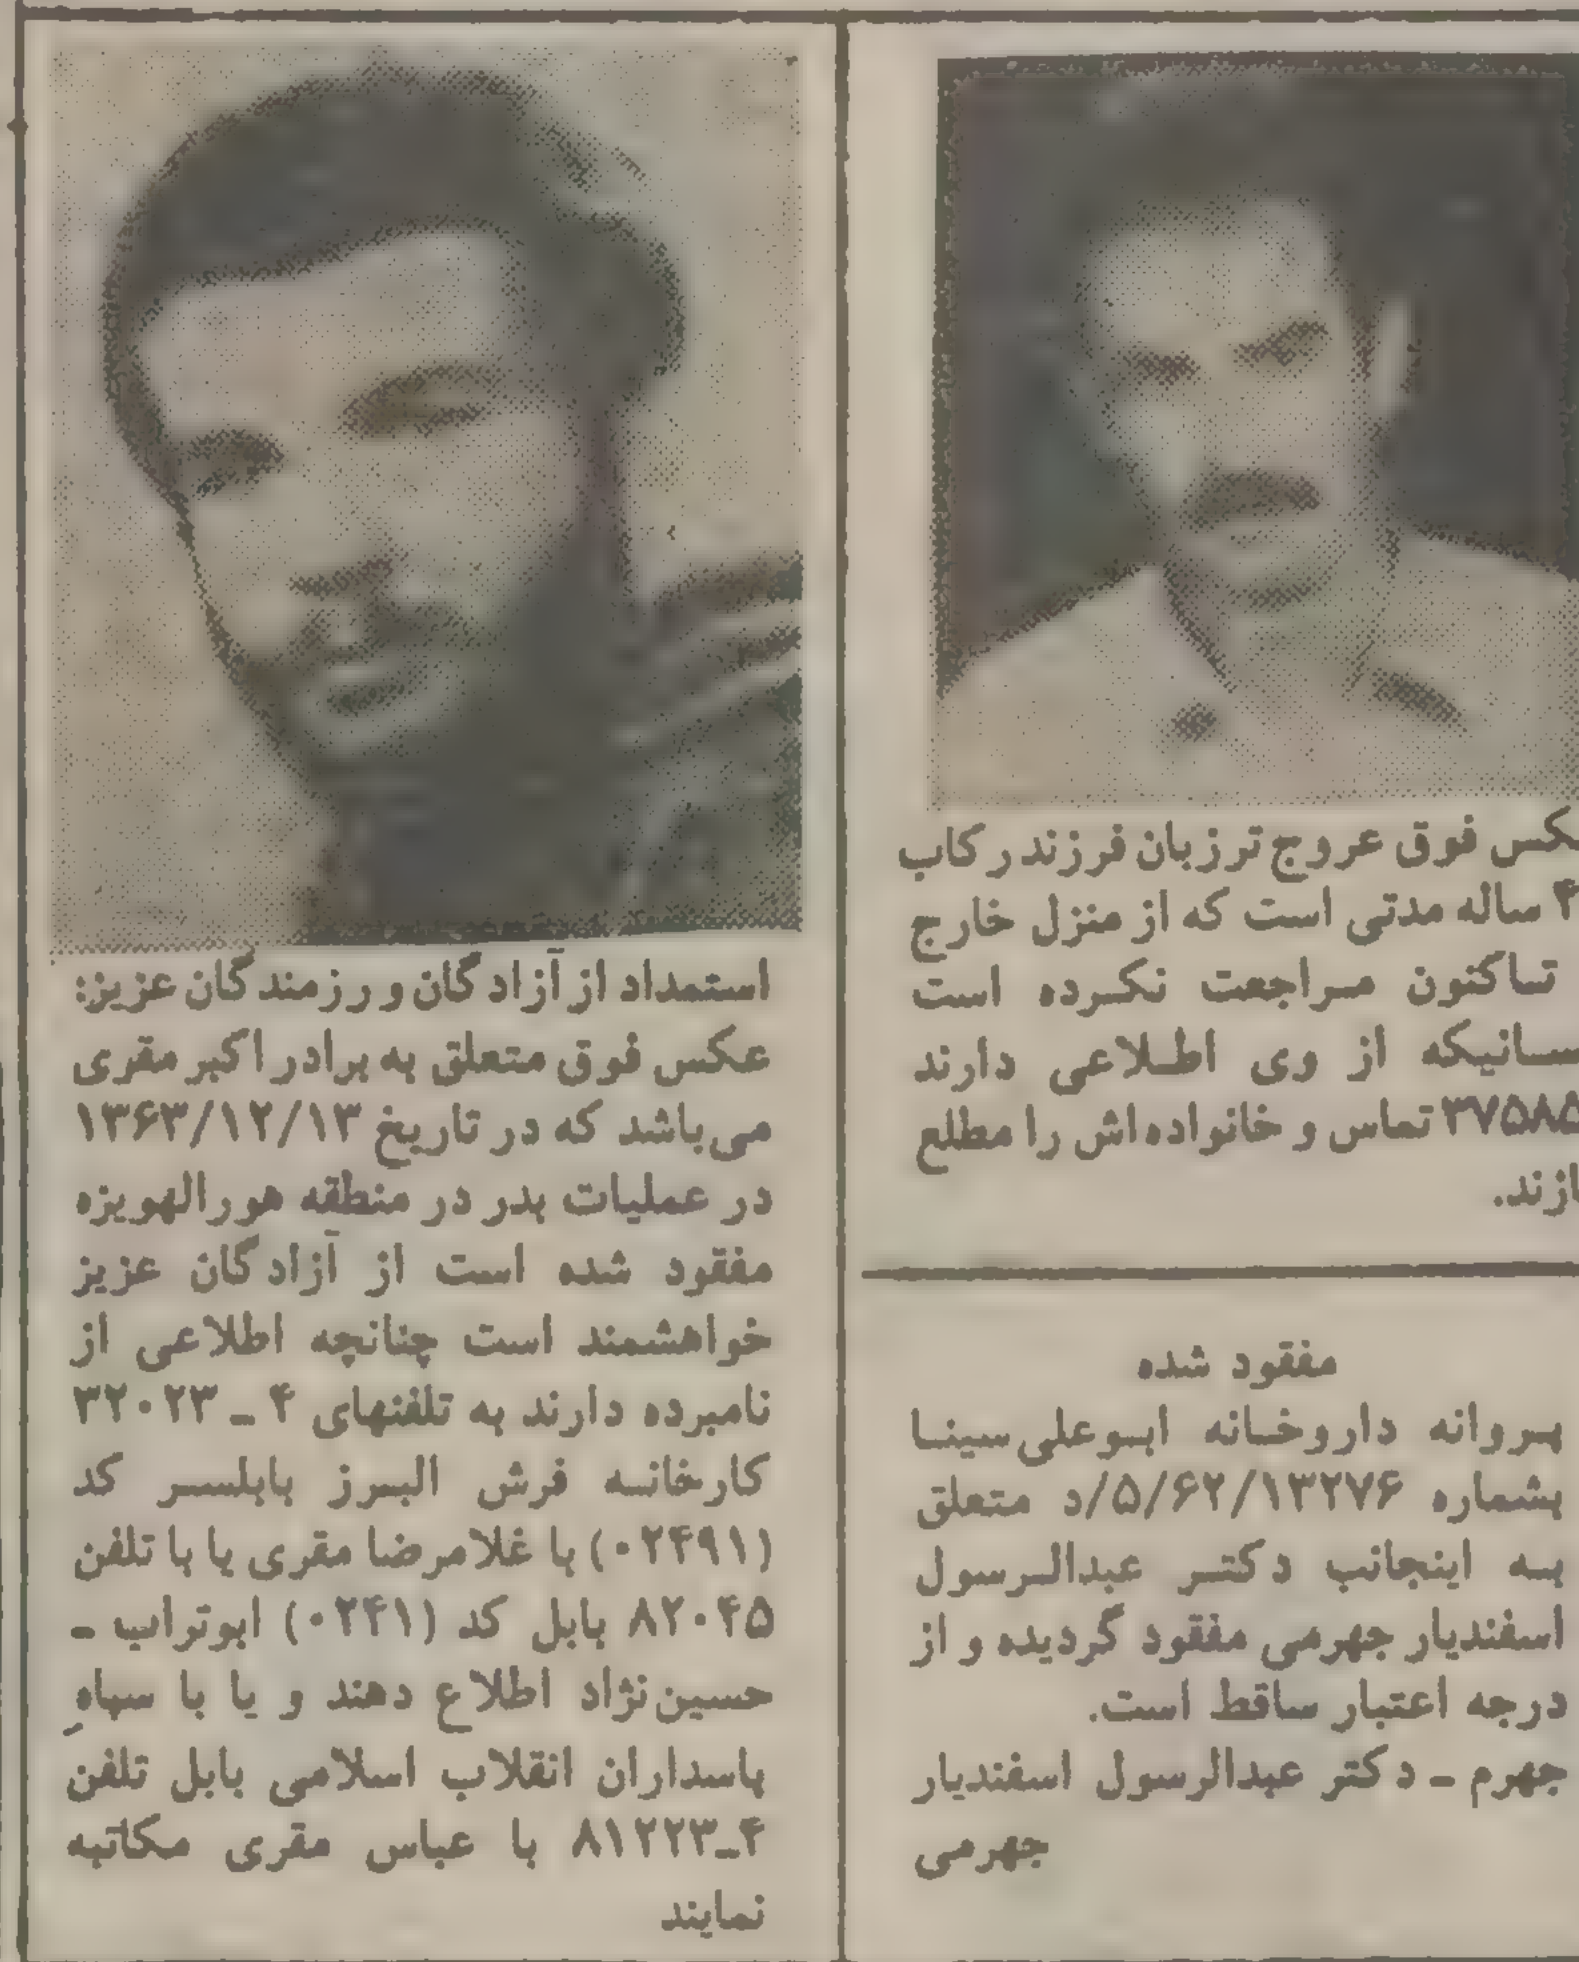 فوق عروج ترزبان فرزند رکاب
ساله مدتی است که از منزل خارج
تاکنون مراجعت نکرده است
از وی اطلاعی دارند
تماس و خانواده‌اش را مطلع
مفقود شده
پروانه داروخانه ابوعلی‌سینا
بشماره ۵/۶۲/۱۳۲۷۶/د متعلق
به اینجانب دکتر عبدالرسول
اسفندیار جهرمی مفقود گردیده و از
درجه اعتبار ساقط است.
جهرم ـ دکتر عبدالرسول اسفندیار
جهرمی
استمداد از آزادگان و رزمندگان عزیز:
عکس فوق متعلق به برادر اکبر مقری
می‌باشد که در تاریخ ۱۳۶۳/۱۲/۱۳
در عملیات بدر در منطقه هورالهویزه
مفقود شده است از آزادگان عزیز
خواهشمند است چنانچه اطلاعی از
نامبرده دارند به تلفنهای ۴ ـ ۳۲۰۲۳
کارخانه فرش البرز بابلسر کد
(۰۲۴۹۱) با غلامرضا مقری یا با تلفن
۸۲۰۴۵ بابل کد (۰۲۴۱) ابوتراب ـ
حسین‌نژاد اطلاع دهند و یا با سپاهِ
پاسداران انقلاب اسلامی بابل تلفن
۴ـ۸۱۲۲۳ با عباس مقری مکاتبه
نمایند